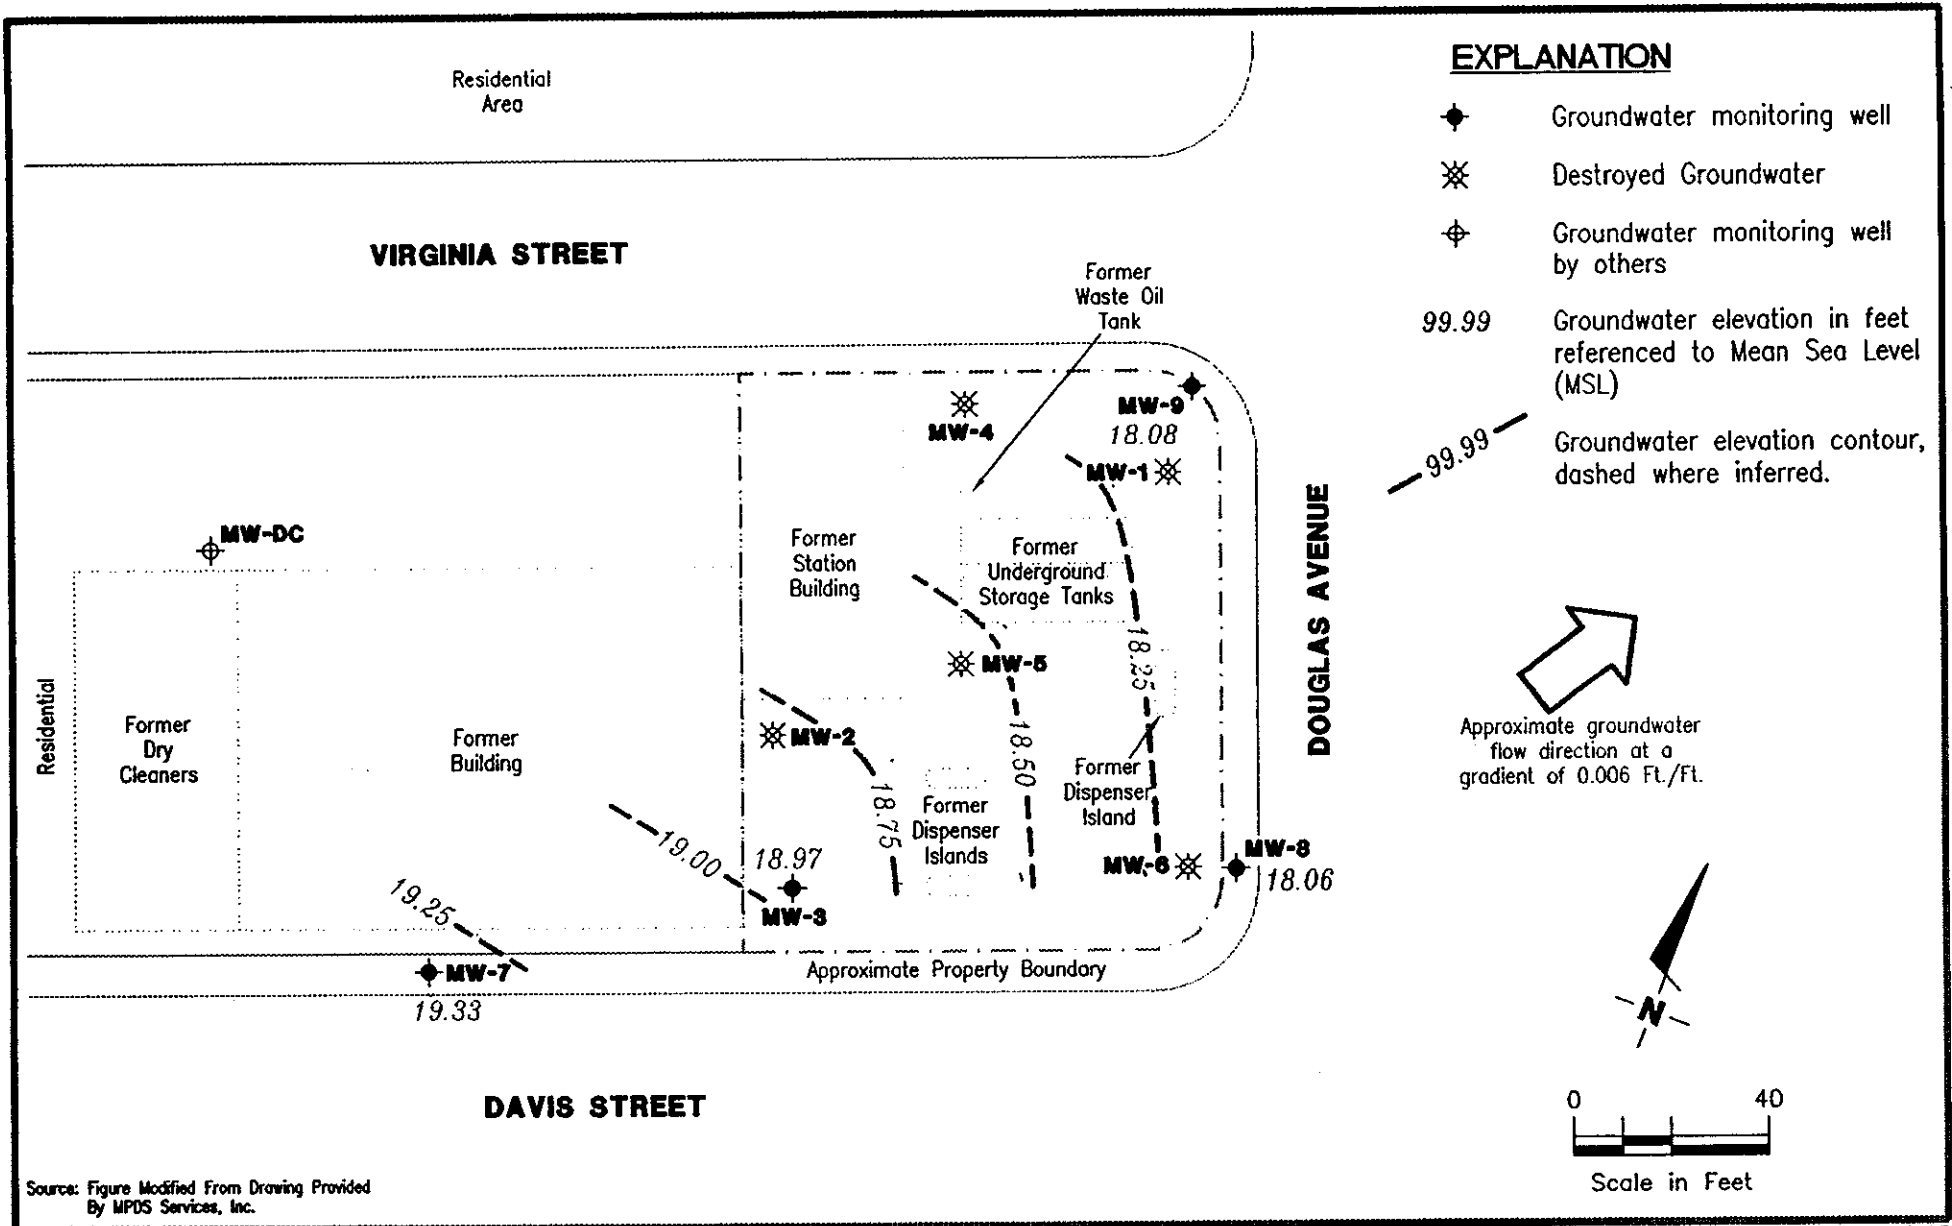 Residential
Area
EXPLANATION
Groundwater monitoring well
Destroyed Groundwater
Groundwater monitoring well
by others
99.99
Groundwater elevation in feet
referenced to Mean Sea Level
(MSL)
99.99
Groundwater elevation contour,
dashed where inferred.
VIRGINIA STREET
Former
Waste Oil
Tank
MW-4
MW-9
18.08
MW-1
MW-DC
Former
Station
Building
Former
Underground
Storage Tanks
DOUGLAS AVENUE
18.25
MW-5
Residential
Former
Dry
Cleaners
Former
Building
MW-2
18.50
18.75
Former
Dispenser
Islands
Former
Dispenser
Island
Approximate groundwater
flow direction at a
gradient of 0.006 Ft./Ft.
19.00
18.97
MW-3
MW-6
MW-8
18.06
19.25
MW-7
19.33
Approximate Property Boundary
N
DAVIS STREET
0 40
Scale in Feet
Source: Figure Modified From Drawing Provided
By MPDS Services, Inc.